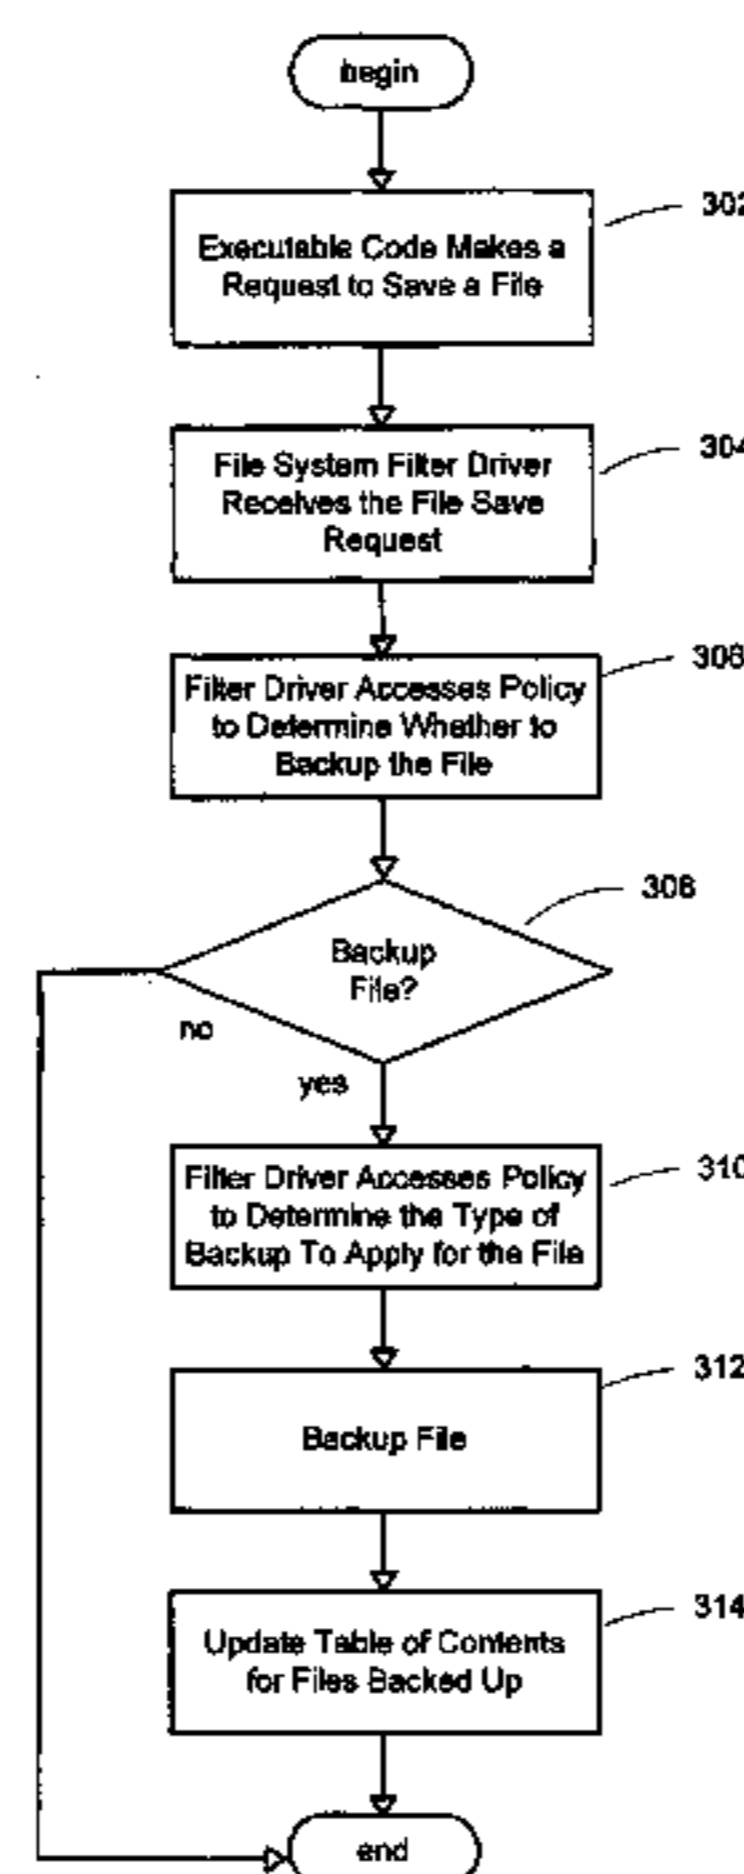 begin
302
Executable Code Makes a
Request to Save a File
304
File System Filter Driver
Receives the File Save
Request
306
Filter Driver Accesses Policy
to Determine Whether to
Backup the File
308
Backup
File?
no
yes
310
Filter Driver Accesses Policy
to Determine the Type of
Backup To Apply for the File
312
Backup File
314
Update Table of Contents
for Files Backed Up
end